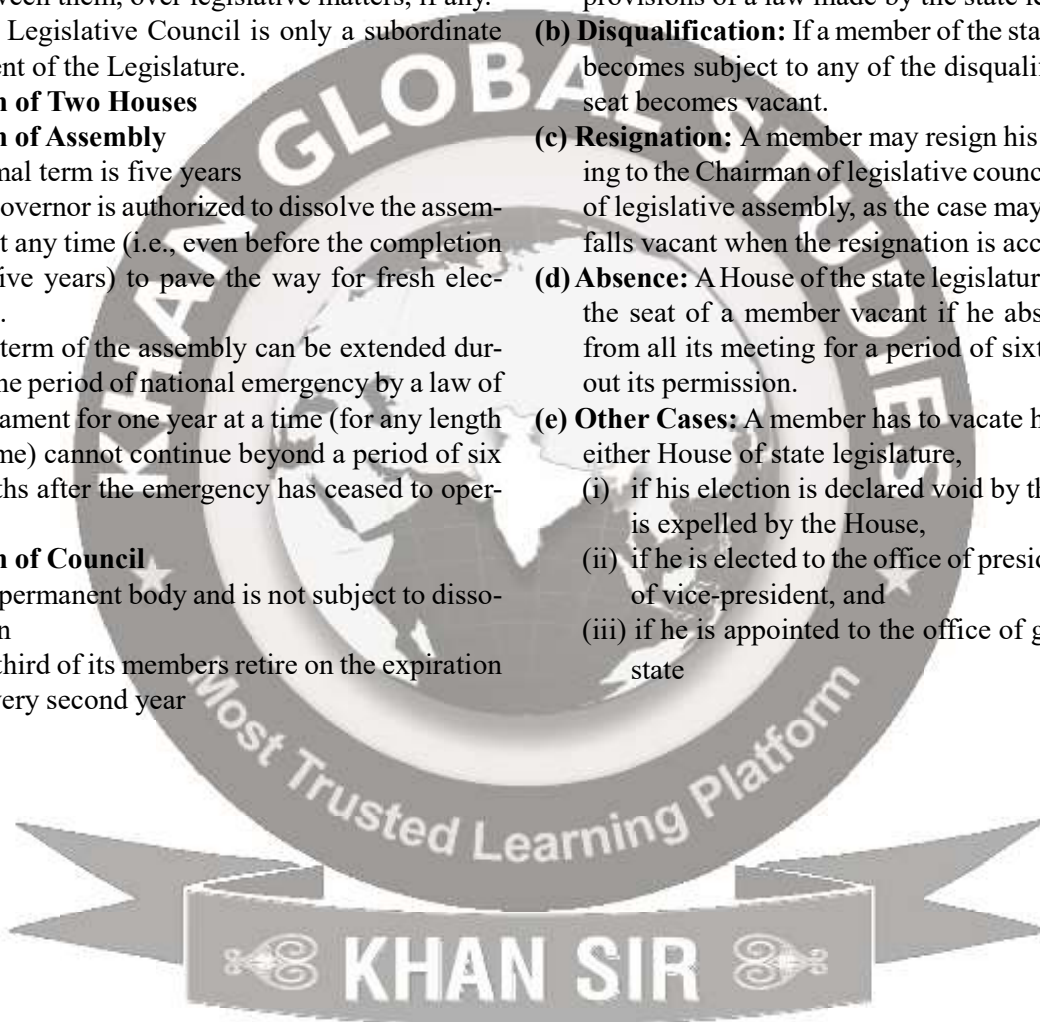 ween them, over legislative matters, if any.
Legislative Council is only a subordinate
ent of the Legislature.
n of Two Houses
n of Assembly
mal term is five years
overnor is authorized to dissolve the assem-
t any time (i.e., even before the completion
ive years) to pave the way for fresh elec-
.
term of the assembly can be extended dur-
ne period of national emergency by a law of
ament for one year at a time (for any length
me) cannot continue beyond a period of six
ths after the emergency has ceased to oper-
n of Council
permanent body and is not subject to disso-
n
third of its members retire on the expiration
very second year
provisions of a law made by the state le
(b) Disqualification: If a member of the sta
becomes subject to any of the disqualif
seat becomes vacant.
(c) Resignation: A member may resign his
ing to the Chairman of legislative counc
of legislative assembly, as the case may
falls vacant when the resignation is acc
(d) Absence: A House of the state legislatur
the seat of a member vacant if he abs
from all its meeting for a period of sixt
out its permission.
(e) Other Cases: A member has to vacate h
either House of state legislature,
(i) if his election is declared void by th
is expelled by the House,
(ii) if he is elected to the office of presid
of vice-president, and
(iii) if he is appointed to the office of g
state
KHAN GLOBAL STUDIES
Most Trusted Learning Platform
KHAN SIR